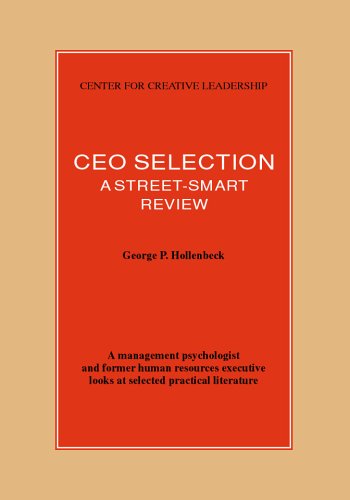 CENTER FOR CREATIVE LEADERSHIP
CEO SELECTION
A STREET-SMART
REVIEW
George P. Hollenbeck
A management psychologist
and former human resources executive
looks at selected practical literature